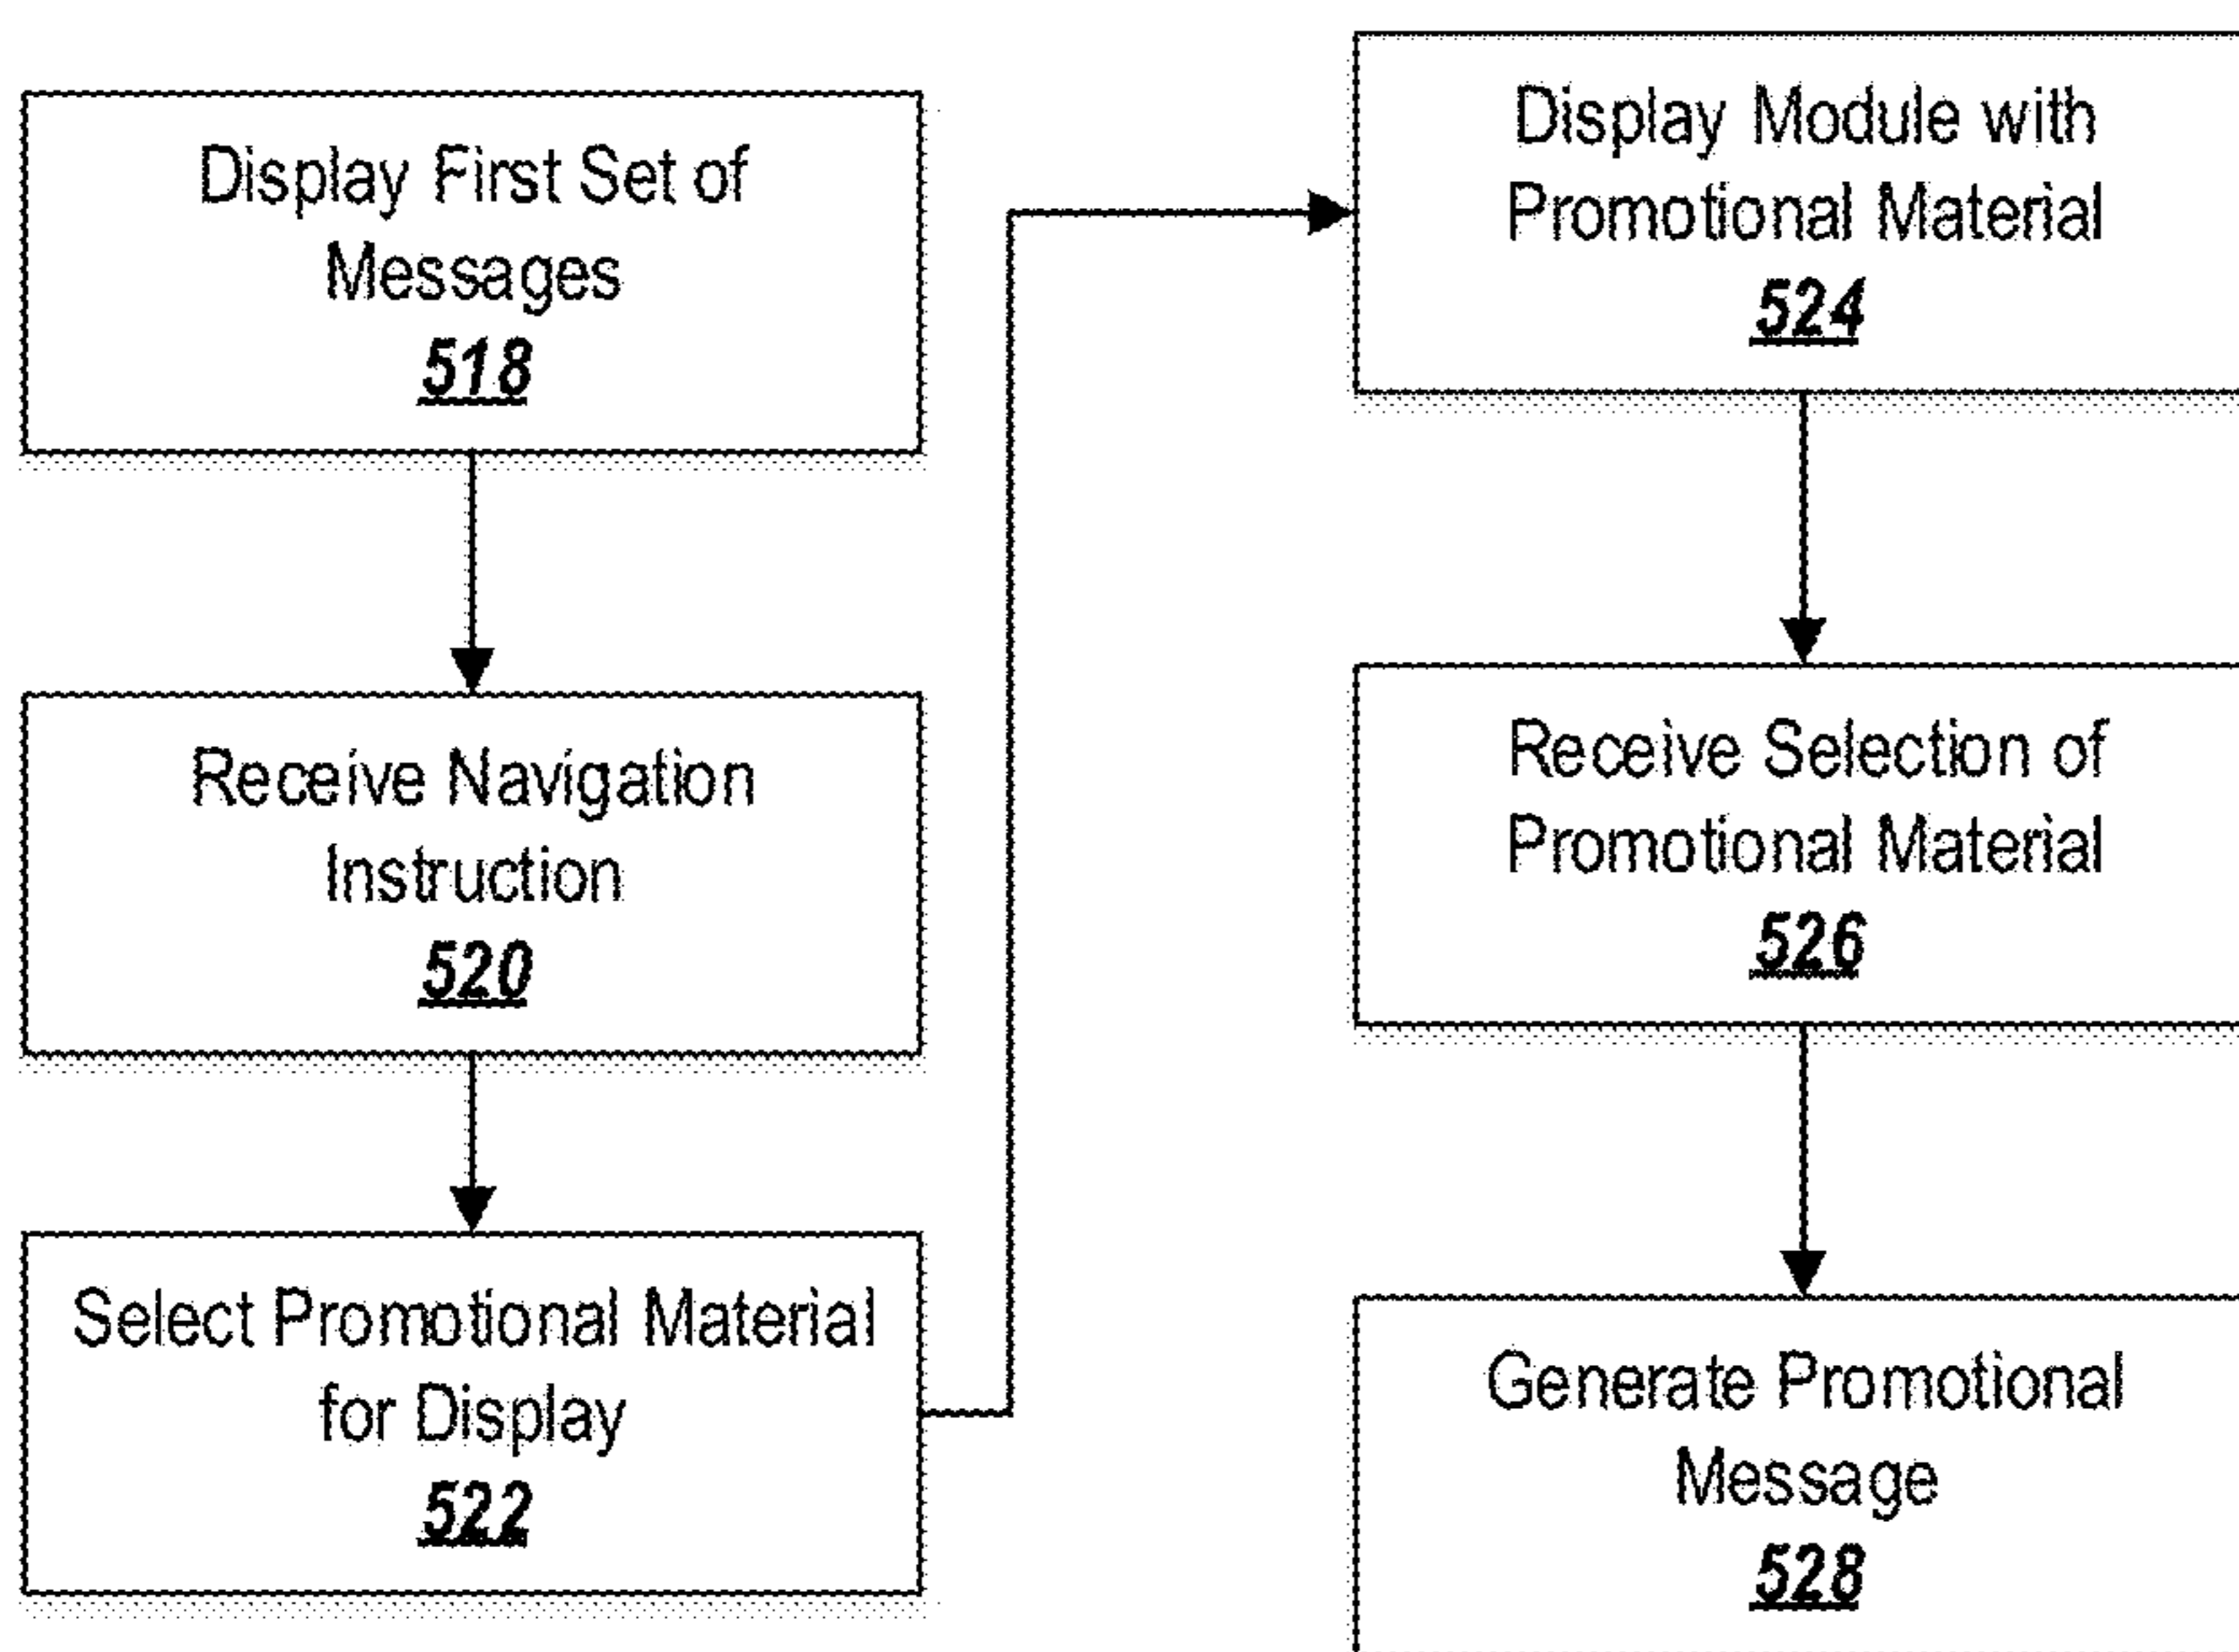 Display First Set of
Messages
518
Receive Navigation
Instruction
520
Select Promotional Material
for Display
522
Display Module with
Promotional Material
524
Receive Selection of
Promotional Material
526
Generate Promotional
Message
528